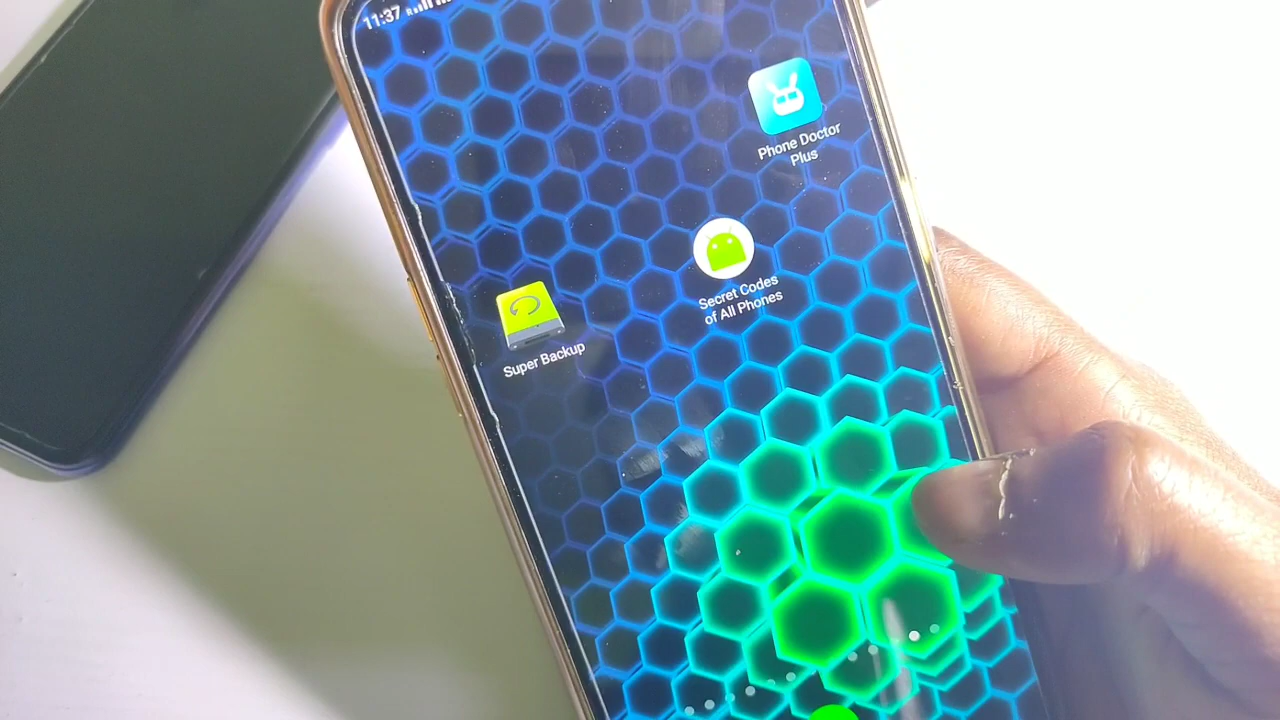 11:37
Phone Doctor
Plus
Secret Codes
of All Phones
Super Backup